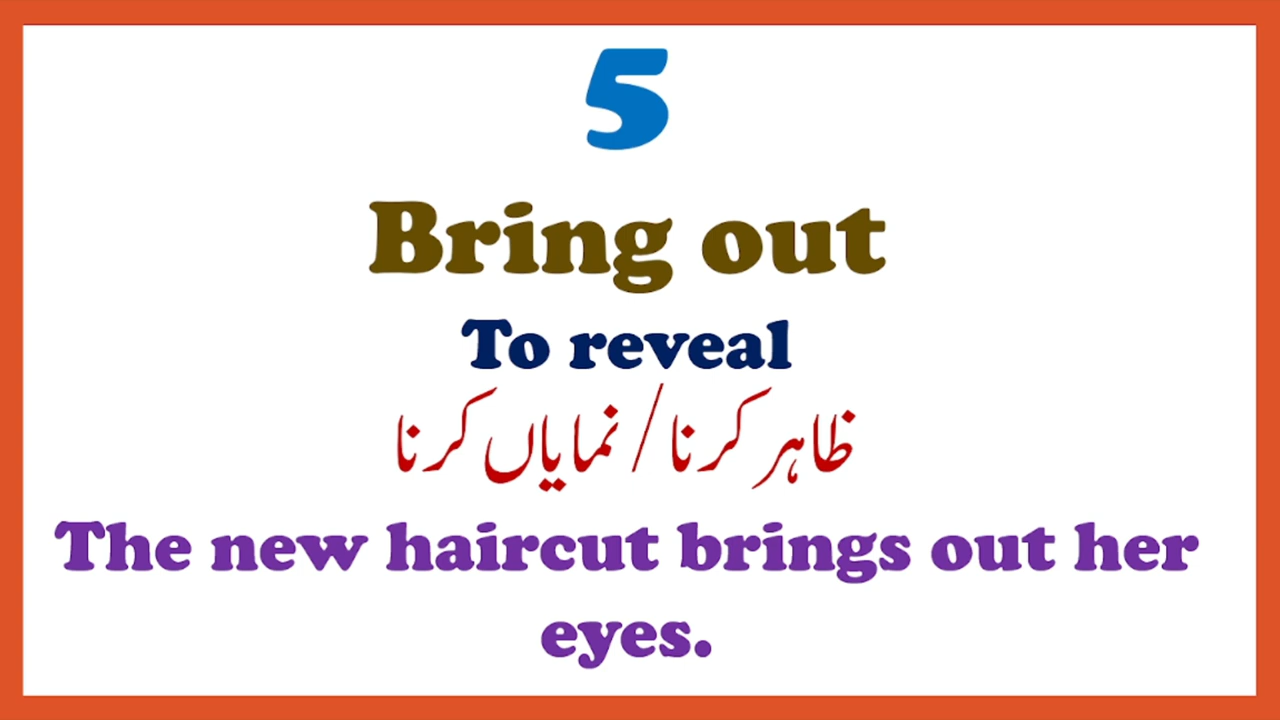 5
Bring out
To reveal
ظاہر کرنا/نمایاں کرنا
The new haircut brings out her
eyes.